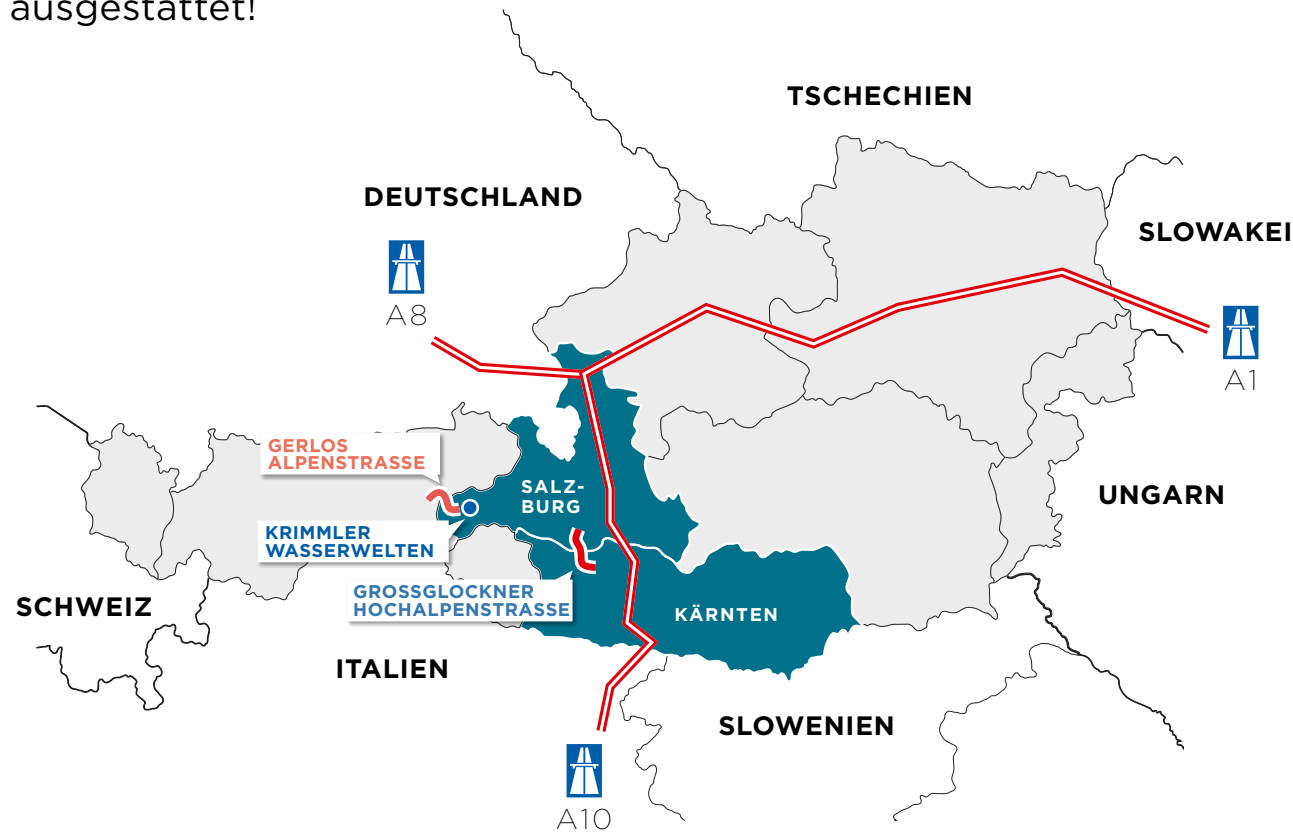 ausgestattet!
TSCHECHIEN
DEUTSCHLAND
SLOWAKEI
A8
A1
GERLOS
ALPENSTRASSE
SALZ-
BURG
UNGARN
KRIMMLER
WASSERWELTEN
GROSSGLOCKNER
HOCHALPENSTRASSE
SCHWEIZ
KÄRNTEN
ITALIEN
SLOWENIEN
A10